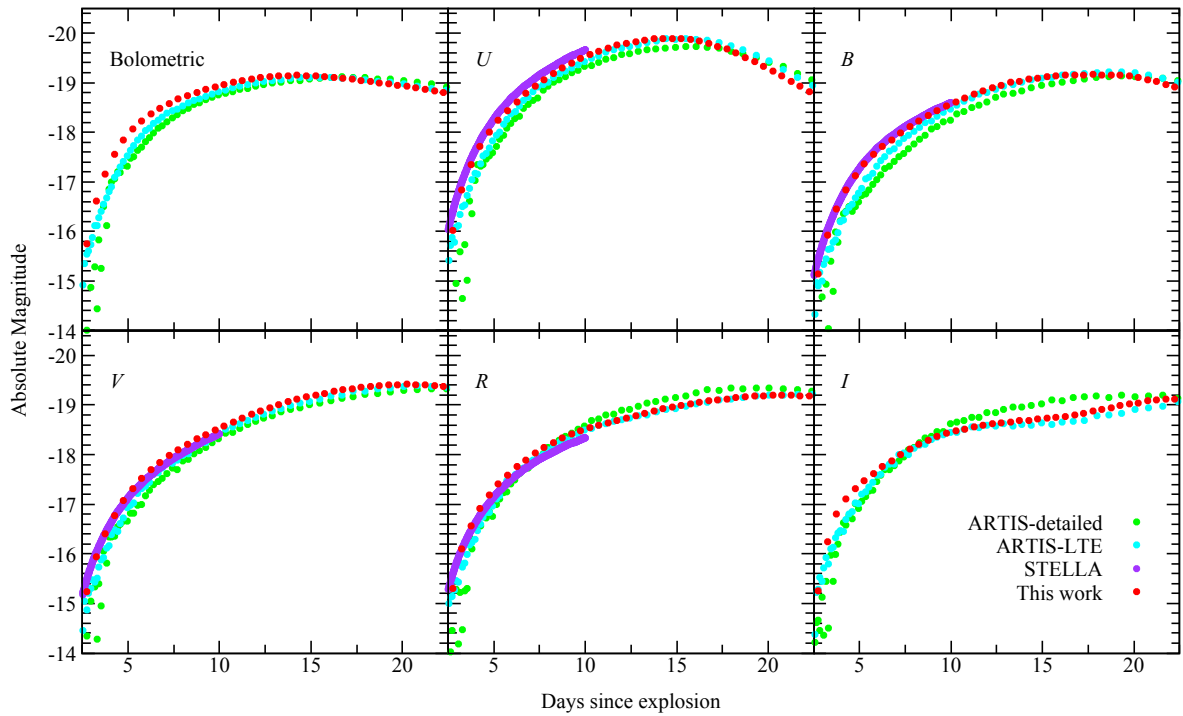 Absolute Magnitude
-20
-19
-18
-17
-16
-15
-14
Bolometric
U
B
-20
-19
-18
-17
-16
-15
-14
V
R
I
ARTIS-detailed
ARTIS-LTE
STELLA
This work
5 10 15 20 5 10 15 20 5 10 15 20
Days since explosion